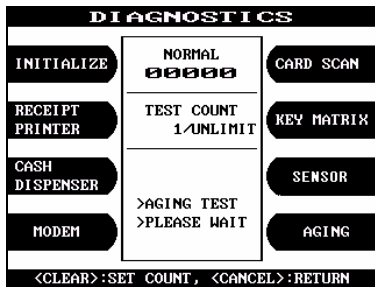 DIAGNOSTICS
INITIALIZE
RECEIPT
PRINTER
CASH
DISPENSER
MODEM
NORMAL
00000
TEST COUNT
1/UNLIMIT
>AGING TEST
>PLEASE WAIT
CARD SCAN
KEY MATRIX
SENSOR
AGING
<CLEAR>:SET COUNT, <CANCEL>:RETURN